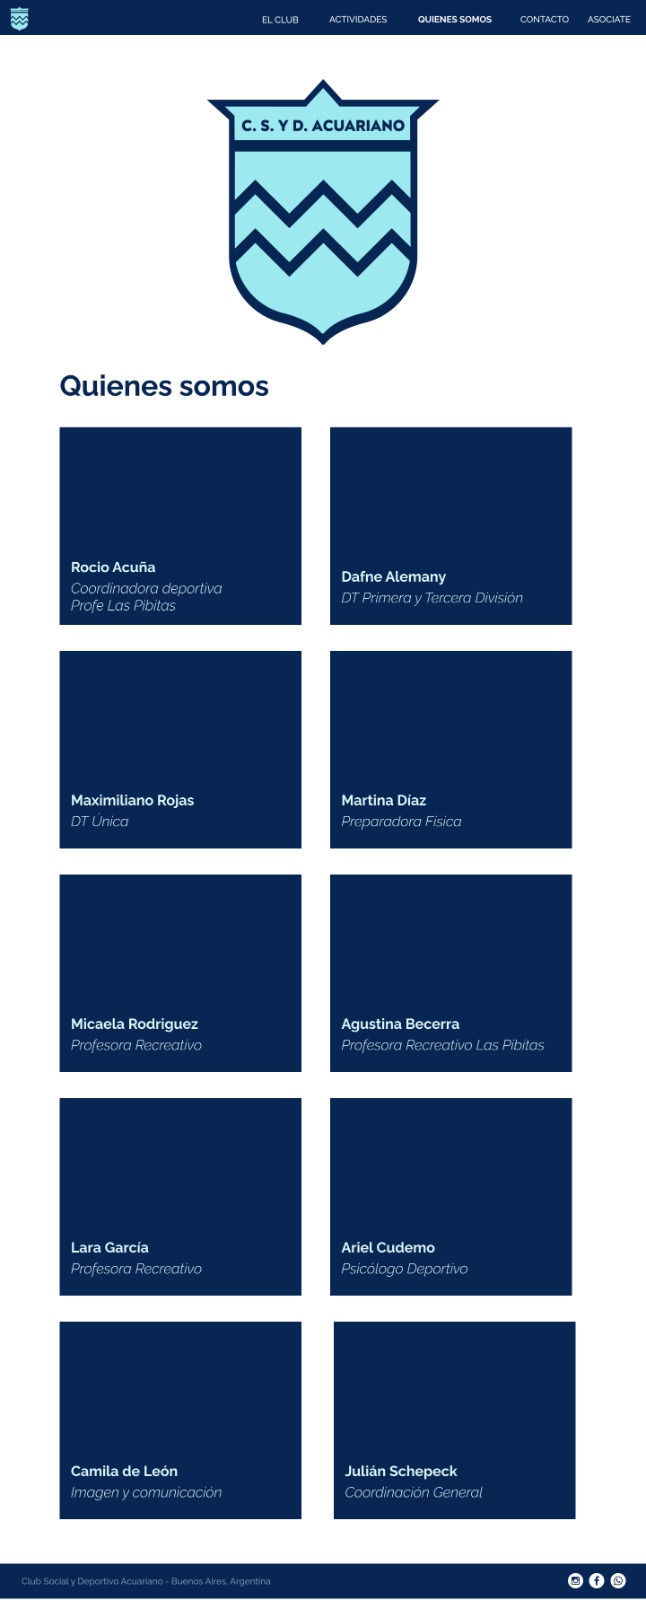 EL CLUB
ACTIVIDADES
QUIENES SOMOS
CONTACTO
ASOCIATE
C. S. Y D. ACUARIANO
Quienes somos
Rocio Acuña
Coordinadora deportiva
Profe Las Pibitas
Dafne Alemany
DT Primera y Tercera División
Maximiliano Rojas
DT Única
Martina Díaz
Preparadora Física
Micaela Rodriguez
Profesora Recreativo
Agustina Becerra
Profesora Recreativo Las Pibitas
Lara García
Profesora Recreativo
Ariel Cudemo
Psicólogo Deportivo
Camila de León
Imagen y comunicación
Julián Schepeck
Coordinación General
Club Social y Deportivo Acuariano - Buenos Aires, Argentina